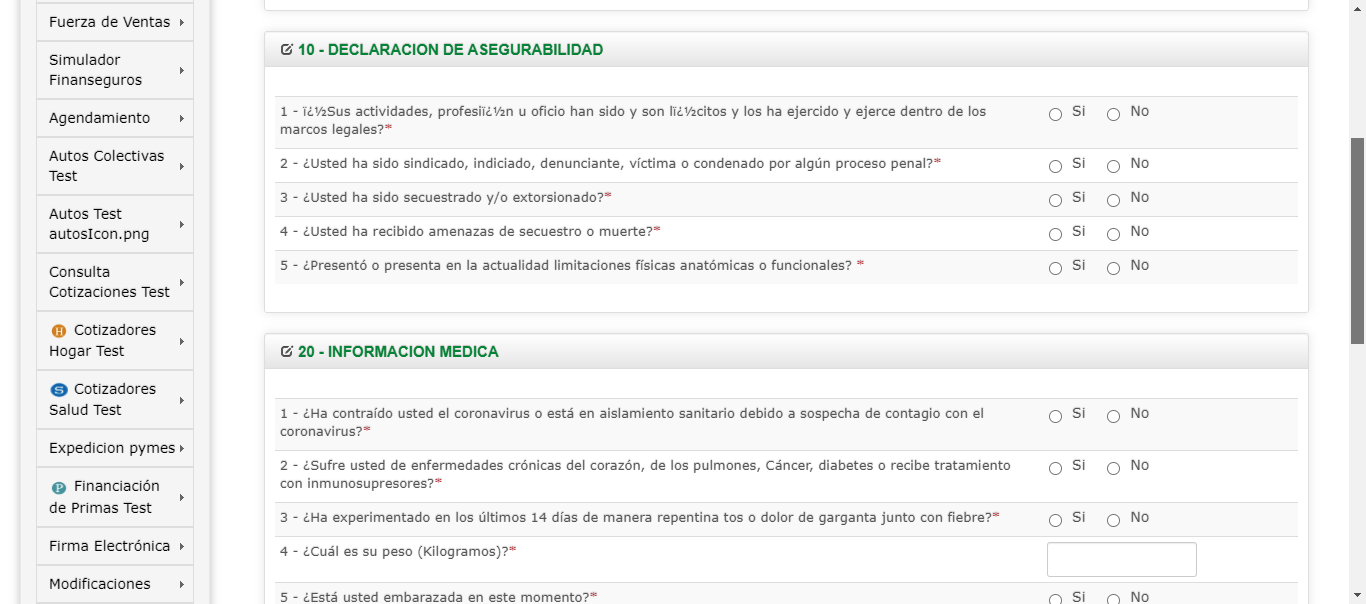 Fuerza de Ventas
Simulador
Finanseguros
Agendamiento
Autos Colectivas
Test
Autos Test
autosIcon.png
Consulta
Cotizaciones Test
H Cotizadores
Hogar Test
S Cotizadores
Salud Test
Expedicion pymes
P Financiación
de Primas Test
Firma Electrónica
Modificaciones
10 - DECLARACION DE ASEGURABILIDAD
1 - ï¿½Sus actividades, profesiï¿½n u oficio han sido y son lï¿½citos y los ha ejercido y ejerce dentro de los
marcos legales?* Si No
2 - ¿Usted ha sido sindicado, indiciado, denunciante, víctima o condenado por algún proceso penal?* Si No
3 - ¿Usted ha sido secuestrado y/o extorsionado?* Si No
4 - ¿Usted ha recibido amenazas de secuestro o muerte?* Si No
5 - ¿Presentó o presenta en la actualidad limitaciones físicas anatómicas o funcionales? * Si No
20 - INFORMACION MEDICA
1 - ¿Ha contraído usted el coronavirus o está en aislamiento sanitario debido a sospecha de contagio con el
coronavirus?* Si No
2 - ¿Sufre usted de enfermedades crónicas del corazón, de los pulmones, Cáncer, diabetes o recibe tratamiento
con inmunosupresores?* Si No
3 - ¿Ha experimentado en los últimos 14 días de manera repentina tos o dolor de garganta junto con fiebre?* Si No
4 - ¿Cuál es su peso (Kilogramos)?*
5 - ¿Está usted embarazada en este momento?* Si No